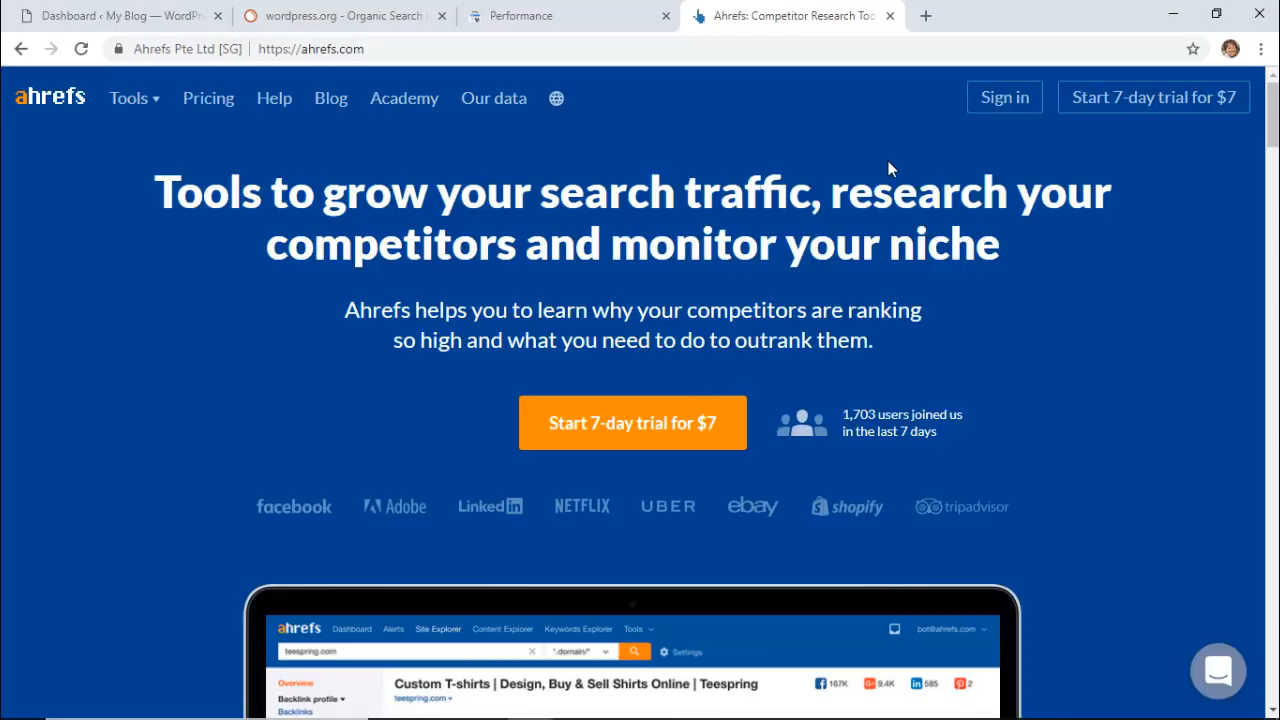 Dashboard ‹ My Blog — WordPr
wordpress.org - Organic Search
Performance
Ahrefs: Competitor Research Too
Ahrefs Pte Ltd [SG]
https://ahrefs.com
ahrefs
Tools
Pricing
Help
Blog
Academy
Our data
Sign in
Start 7-day trial for $7
Tools to grow your search traffic, research your
competitors and monitor your niche
Ahrefs helps you to learn why your competitors are ranking
so high and what you need to do to outrank them.
Start 7-day trial for $7
1,703 users joined us
in the last 7 days
facebook
Adobe
Linked in
NETFLIX
UBER
ebay
shopify
tripadvisor
ahrefs
Dashboard
Alerts
Site Explorer
Content Explorer
Keywords Explorer
Tools
bot@ahrefs.com
teespring.com
*.domain/*
Settings
Overview
Backlink profile
Backlinks
Custom T-shirts | Design, Buy & Sell Shirts Online | Teespring
teespring.com
167K
9.4K
585
2